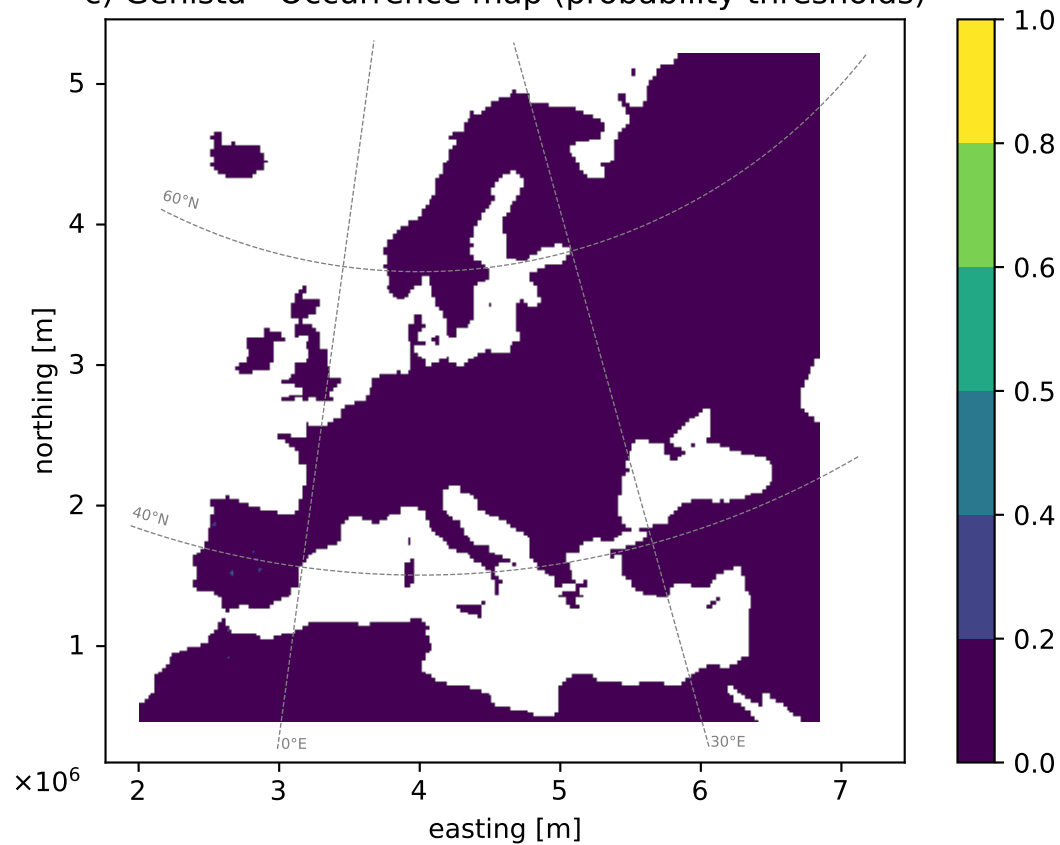 c) Genista - Occurrence map (probability thresholds)
1.0
0.8
0.6
0.5
0.4
0.2
0.0
northing [m]
5
4
3
2
1
60°N
40°N
0°E
30°E
×10⁶
2 3 4 5 6 7
easting [m]